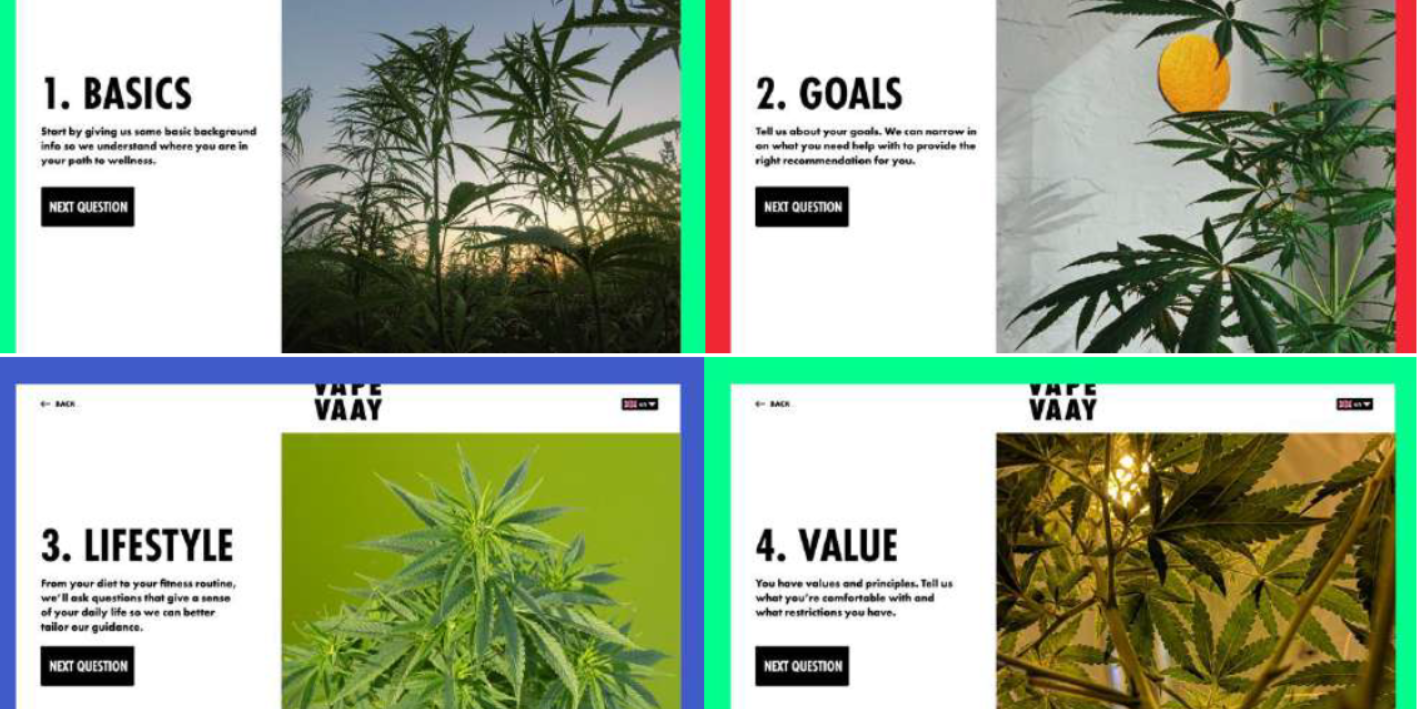 1. BASICS
Start by giving us some basic background
info so we understand where you are in
your path to wellness.
NEXT QUESTION
2. GOALS
Tell us about your goals. We can narrow in
on what you need help with to provide the
right recommendation for you.
NEXT QUESTION
← BACK
VAPE
VAAY
3. LIFESTYLE
From your diet to your fitness routine,
we'll ask questions that give a sense
of your daily life so we can better
tailor our guidance.
NEXT QUESTION
← BACK
VAPE
VAAY
4. VALUE
You have values and principles. Tell us
what you're comfortable with and
what restrictions you have.
NEXT QUESTION